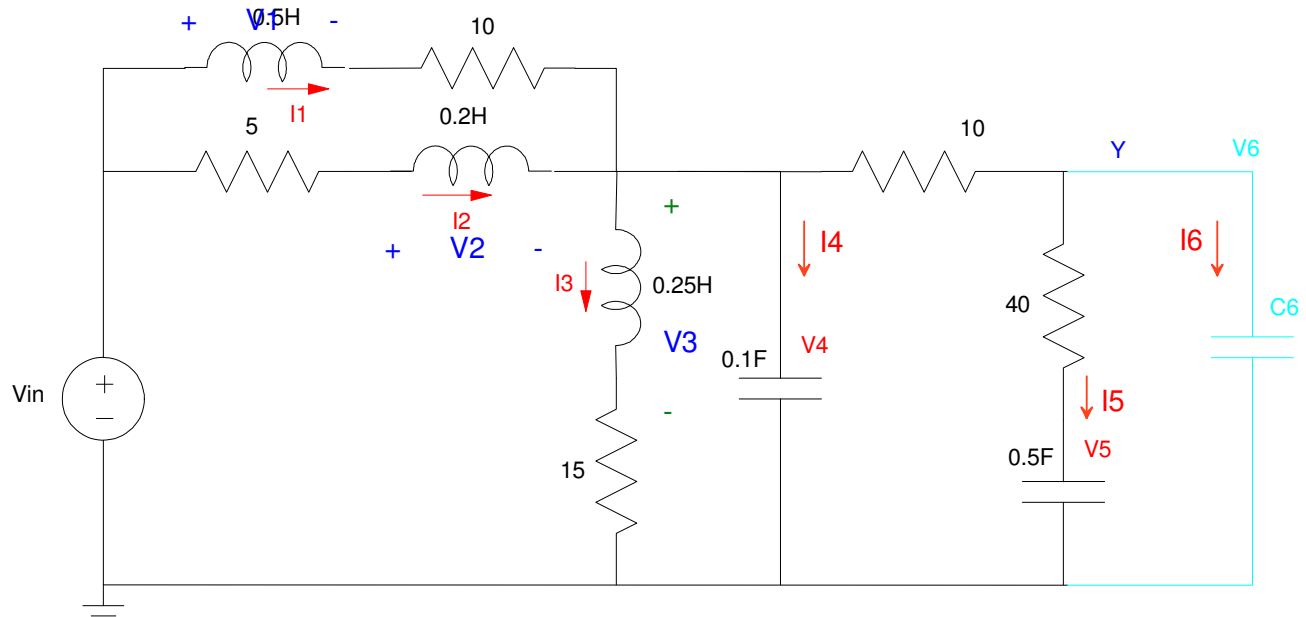 + V1 -
0.5H
10
I1
5
0.2H
10
Y
V6
I2
+ V2 -
+
I4
I6
I3
0.25H
40
C6
V3
V4
0.1F
Vin
+
-
-
I5
V5
0.5F
15